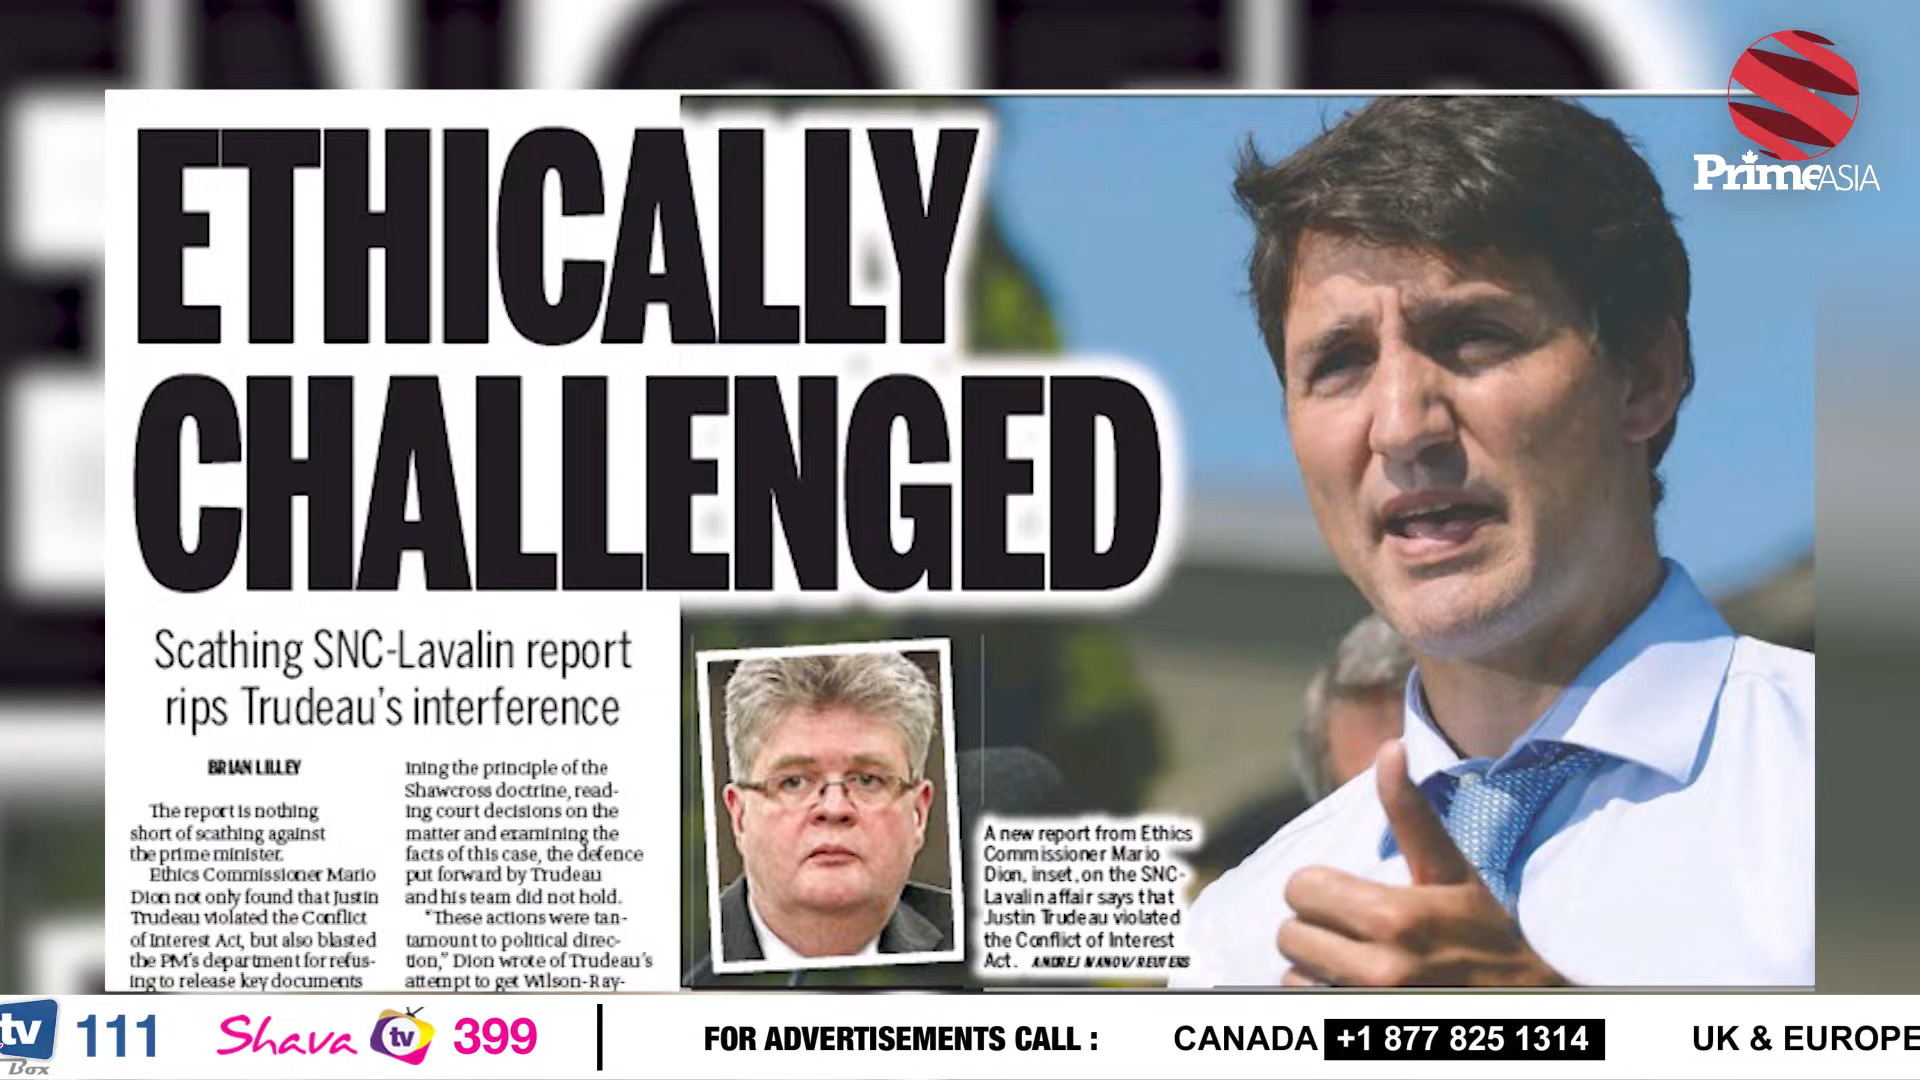 PrimeASIA
ETHICALLY
CHALLENGED
Scathing SNC-Lavalin report
rips Trudeau's interference
BRIAN LILLEY
The report is nothing
short of scathing against
the prime minister.
Ethics Commissioner Mario
Dion not only found that Justin
Trudeau violated the Conflict
of Interest Act, but also blasted
the PM's department for refus-
ing to release key documents
ining the principle of the
Shawcross doctrine, read-
ing court decisions on the
matter and examining the
facts of this case, the defence
put forward by Trudeau
and his team did not hold.
"These actions were tan-
tamount to political direc-
tion," Dion wrote of Trudeau's
attempt to get Wilson-Ray-
A new report from Ethics
Commissioner Mario
Dion, inset, on the SNC-
Lavalin affair says that
Justin Trudeau violated
the Conflict of Interest
Act. ANDREJ IVANOV/REUTERS
tv Box 111 Shava tv 399 FOR ADVERTISEMENTS CALL : CANADA +1 877 825 1314 UK & EUROPE